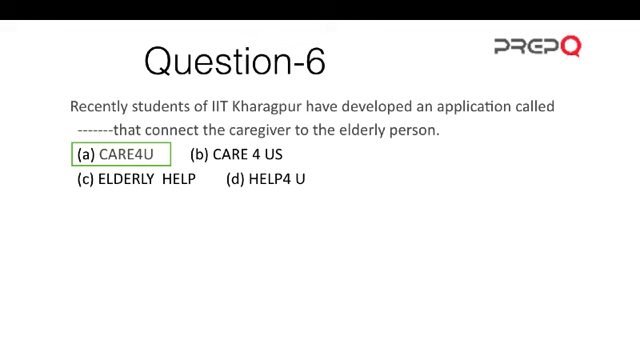 PREPQ
Question-6
Recently students of IIT Kharagpur have developed an application called
-------that connect the caregiver to the elderly person.
(a) CARE4U (b) CARE 4 US
(c) ELDERLY HELP (d) HELP4 U